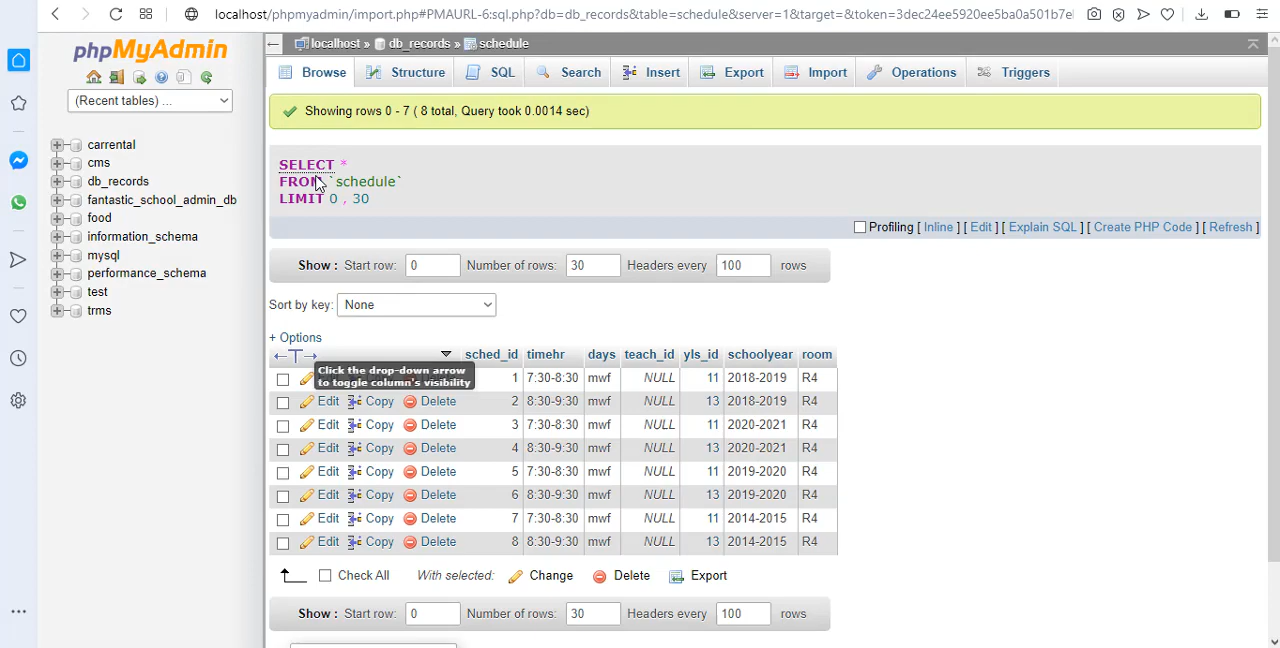 localhost/phpmyadmin/import.php#PMAURL-6:sql.php?db=db_records&table=schedule&server=1&target=&token=3dec24ee5920ee5ba0a501b7e
phpMyAdmin
(Recent tables) ...
carrental
cms
db_records
fantastic_school_admin_db
food
information_schema
mysql
performance_schema
test
trms
localhost » db_records » schedule
Browse Structure SQL Search Insert Export Import Operations Triggers
Showing rows 0 - 7 ( 8 total, Query took 0.0014 sec)
SELECT *
FROM `schedule`
LIMIT 0 , 30
Profiling [ Inline ] [ Edit ] [ Explain SQL ] [ Create PHP Code ] [ Refresh ]
Show : Start row: 0 Number of rows: 30 Headers every 100 rows
Sort by key: None
+ Options
sched_id timehr days teach_id yls_id schoolyear room
Click the drop-down arrow
to toggle column's visibility
1 7:30-8:30 mwf NULL 11 2018-2019 R4
Edit Copy Delete 2 8:30-9:30 mwf NULL 13 2018-2019 R4
Edit Copy Delete 3 7:30-8:30 mwf NULL 11 2020-2021 R4
Edit Copy Delete 4 8:30-9:30 mwf NULL 13 2020-2021 R4
Edit Copy Delete 5 7:30-8:30 mwf NULL 11 2019-2020 R4
Edit Copy Delete 6 8:30-9:30 mwf NULL 13 2019-2020 R4
Edit Copy Delete 7 7:30-8:30 mwf NULL 11 2014-2015 R4
Edit Copy Delete 8 8:30-9:30 mwf NULL 13 2014-2015 R4
Check All With selected: Change Delete Export
Show : Start row: 0 Number of rows: 30 Headers every 100 rows